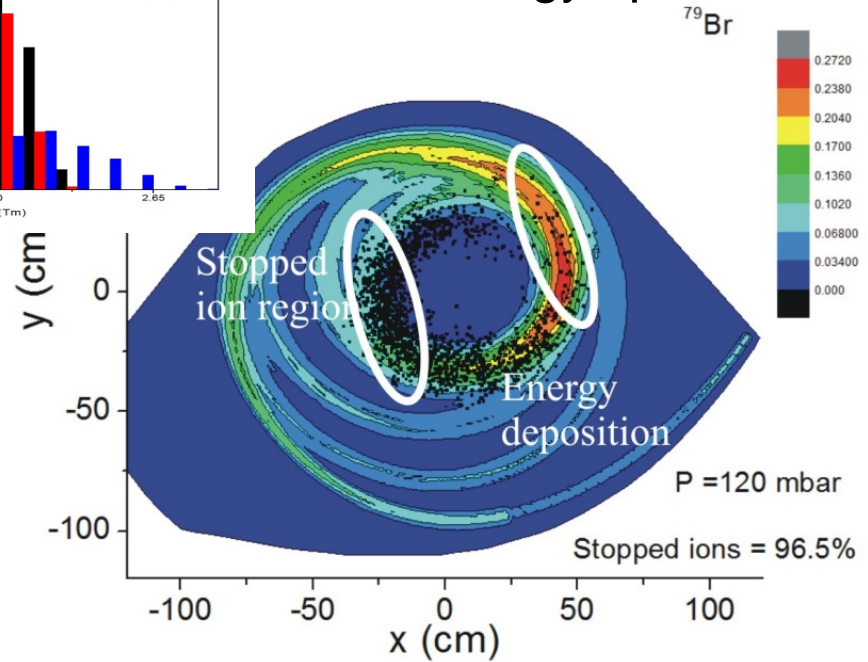 79Br
0.2720
0.2380
0.2040
0.1700
0.1360
0.1020
0.06800
0.03400
0.000
2.65
(Tm)
y (cm
0
-50
-100
Stopped
ion region
Energy
deposition
P =120 mbar
Stopped ions = 96.5%
-100
-50
0
50
100
x (cm)